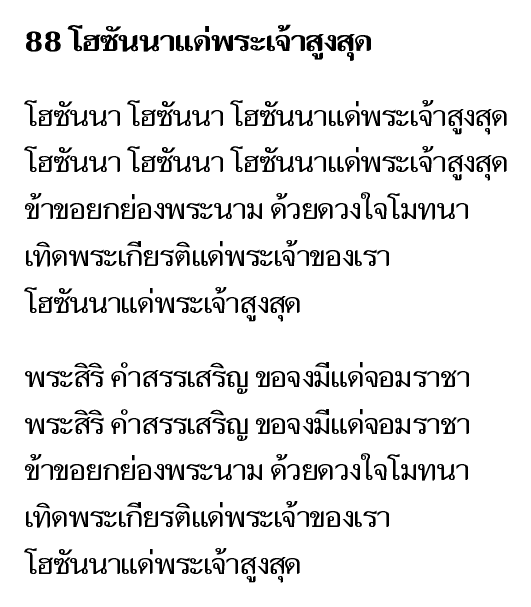 88 โฮซันนาแด่พระเจ้าสูงสุด
โฮซันนา โฮซันนา โฮซันนาแด่พระเจ้าสูงสุด
โฮซันนา โฮซันนา โฮซันนาแด่พระเจ้าสูงสุด
ข้าขอยกย่องพระนาม ด้วยดวงใจโมทนา
เทิดพระเกียรติแด่พระเจ้าของเรา
โฮซันนาแด่พระเจ้าสูงสุด
พระสิริ คำสรรเสริญ ขอจงมีแด่จอมราชา
พระสิริ คำสรรเสริญ ขอจงมีแด่จอมราชา
ข้าขอยกย่องพระนาม ด้วยดวงใจโมทนา
เทิดพระเกียรติแด่พระเจ้าของเรา
โฮซันนาแด่พระเจ้าสูงสุด